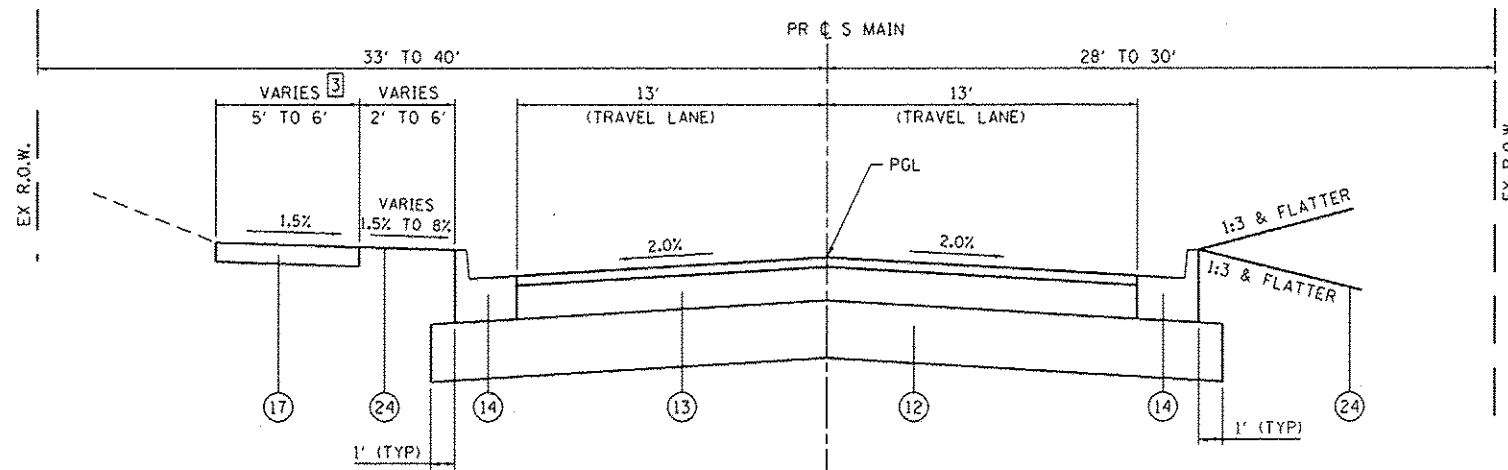 PR ℄ S MAIN
33' TO 40'
28' TO 30'
VARIES 3
5' TO 6'
VARIES
2' TO 6'
13'
(TRAVEL LANE)
13'
(TRAVEL LANE)
EX R.O.W.
EX R.O.W.
PGL
1.5%
VARIES
1.5% TO 8%
2.0%
2.0%
1:3 & FLATTER
1:3 & FLATTER
17
24
14
13
12
14
24
1' (TYP)
1' (TYP)